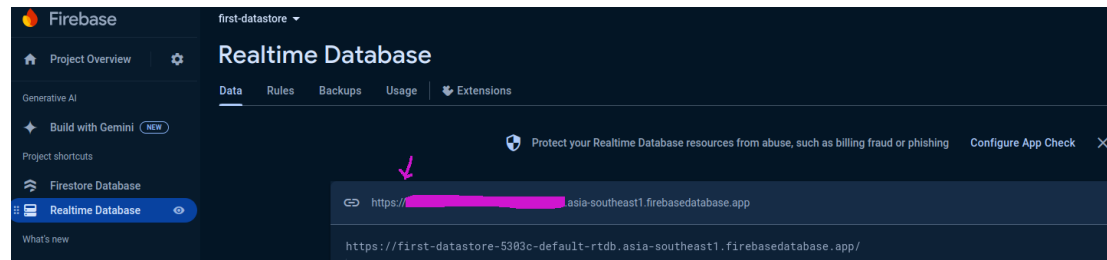 Firebase
first-datastore
Project Overview
Realtime Database
Generative AI
Data Rules Backups Usage Extensions
Build with Gemini NEW
Project shortcuts
Protect your Realtime Database resources from abuse, such as billing fraud or phishing Configure App Check
Firestore Database
Realtime Database
https:// .asia-southeast1.firebasedatabase.app
What's new
https://first-datastore-5303c-default-rtdb.asia-southeast1.firebasedatabase.app/